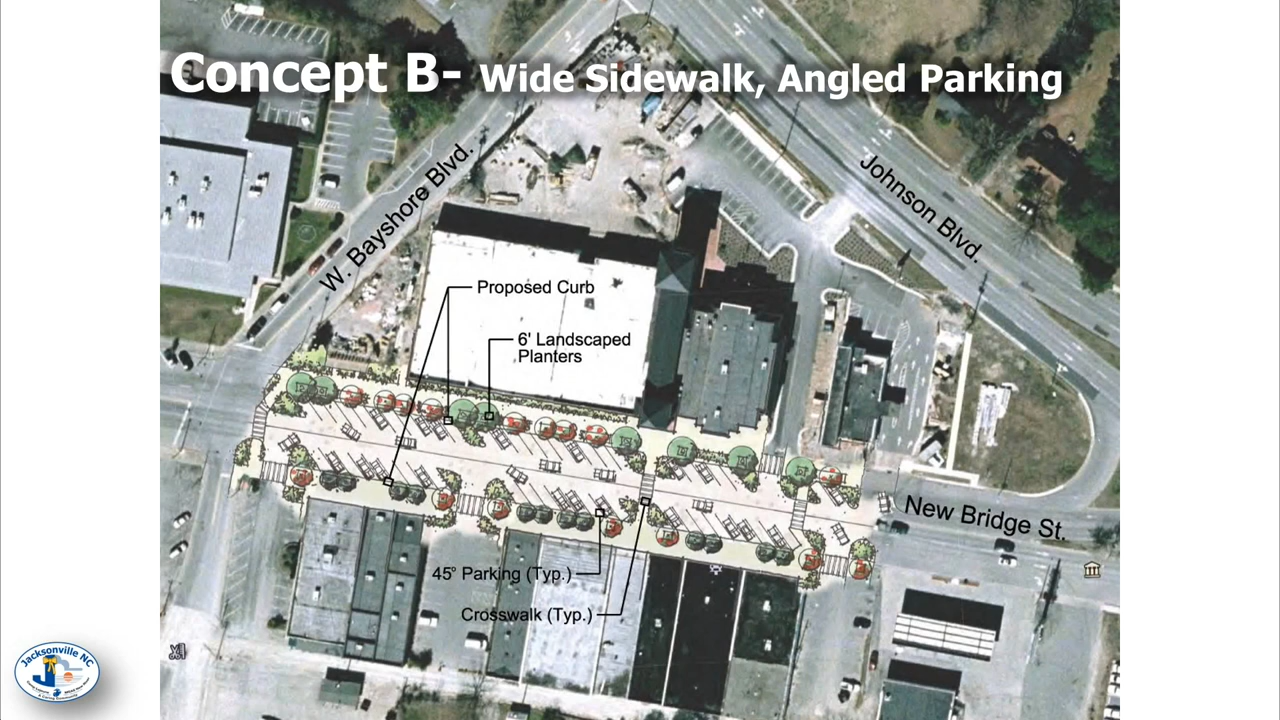 Concept B- Wide Sidewalk, Angled Parking
W. Bayshore Blvd.
Johnson Blvd.
Proposed Curb
6' Landscaped
Planters
New Bridge St.
45° Parking (Typ.)
Crosswalk (Typ.)
Jacksonville NC